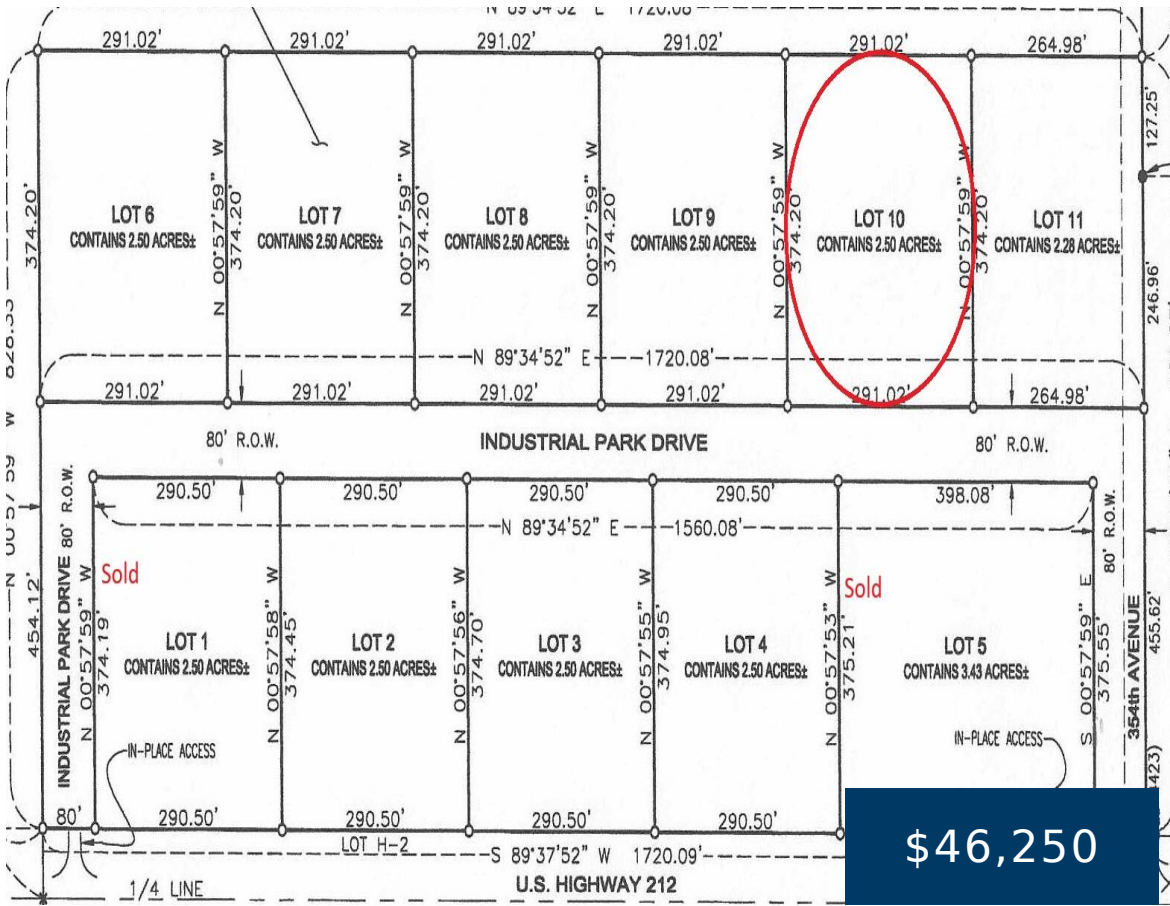 N 89°34'52" E 1720.08'
291.02' 291.02' 291.02' 291.02' 291.02' 264.98'
127.25'
374.20'
N 00°57'59" W
374.20'
N 00°57'59" W
374.20'
N 00°57'59" W
374.20'
N 00°57'59" W
374.20'
N 00°57'59" W
374.20'
LOT 6
CONTAINS 2.50 ACRES±
LOT 7
CONTAINS 2.50 ACRES±
LOT 8
CONTAINS 2.50 ACRES±
LOT 9
CONTAINS 2.50 ACRES±
LOT 10
CONTAINS 2.50 ACRES±
LOT 11
CONTAINS 2.28 ACRES±
246.96'
N 00°57'59" W 828.33'
N 89°34'52" E 1720.08'
291.02' 291.02' 291.02' 291.02' 291.02' 264.98'
80' R.O.W. INDUSTRIAL PARK DRIVE 80' R.O.W.
290.50' 290.50' 290.50' 290.50' 398.08'
N 89°34'52" E 1560.08'
454.12'
INDUSTRIAL PARK DRIVE 80' R.O.W.
Sold
Sold
N 00°57'59" W
374.19'
LOT 1
CONTAINS 2.50 ACRES±
N 00°57'58" W
374.45'
LOT 2
CONTAINS 2.50 ACRES±
N 00°57'56" W
374.70'
LOT 3
CONTAINS 2.50 ACRES±
N 00°57'55" W
374.95'
LOT 4
CONTAINS 2.50 ACRES±
N 00°57'53" W
375.21'
LOT 5
CONTAINS 3.43 ACRES±
S 00°57'59" E
375.55'
80' R.O.W.
354th AVENUE
455.62'
IN-PLACE ACCESS
IN-PLACE ACCESS
80' 290.50' 290.50' 290.50' 290.50'
LOT H-2
S 89°37'52" W 1720.09'
1/4 LINE
U.S. HIGHWAY 212
$46,250